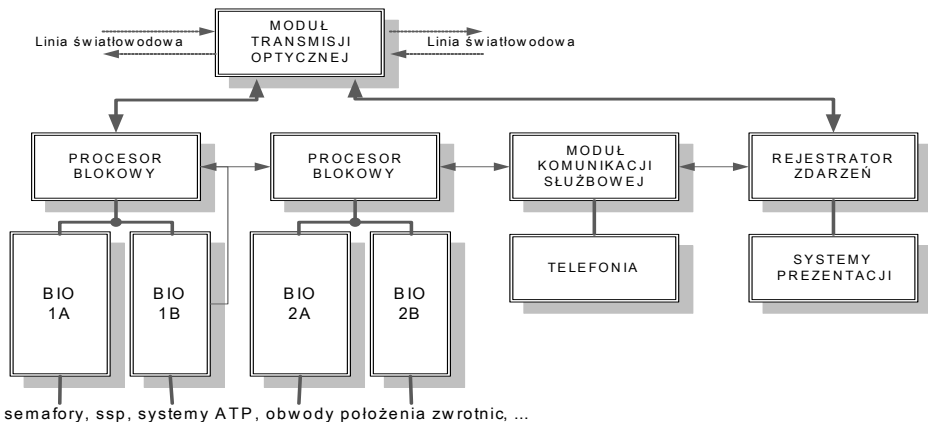 MODUŁ
TRANSMISJI
OPTYCZNEJ
Linia światłowodowa
Linia światłowodowa
PROCESOR
BLOKOWY
PROCESOR
BLOKOWY
MODUŁ
KOMUNIKACJI
SŁUŻBOWEJ
REJESTRATOR
ZDARZEŃ
BIO
1A
BIO
1B
BIO
2A
BIO
2B
TELEFONIA
SYSTEMY
PREZENTACJI
semafory, ssp, systemy ATP, obwody położenia zwrotnic, ...